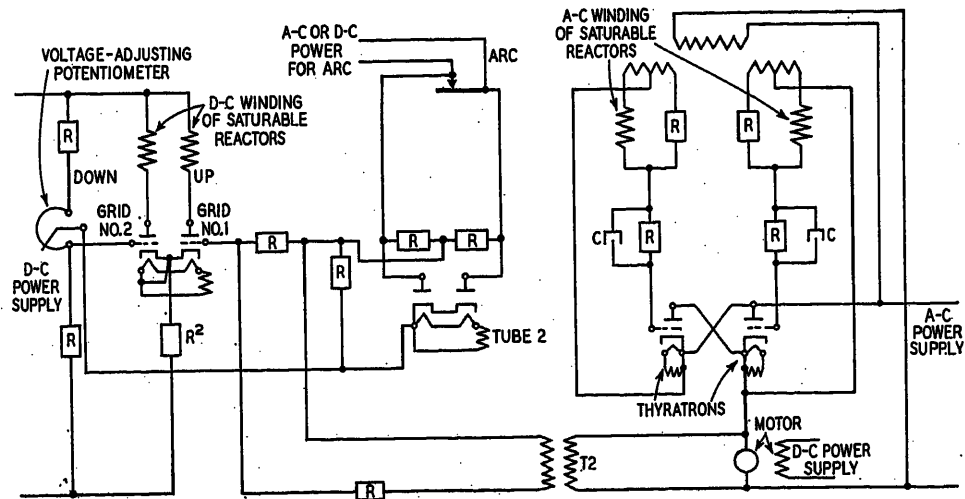 VOLTAGE-ADJUSTING
POTENTIOMETER
A-C OR D-C
POWER
FOR ARC
ARC
A-C WINDING
OF SATURABLE
REACTORS
D-C WINDING
OF SATURABLE
REACTORS
R
DOWN
UP
R
R
GRID
NO.2
GRID
NO.1
R
R
R
C
R
R
C
D-C
POWER
SUPPLY
R
R
R²
TUBE 2
A-C
POWER
SUPPLY
THYRATRONS
MOTOR
T2
D-C POWER
SUPPLY
R